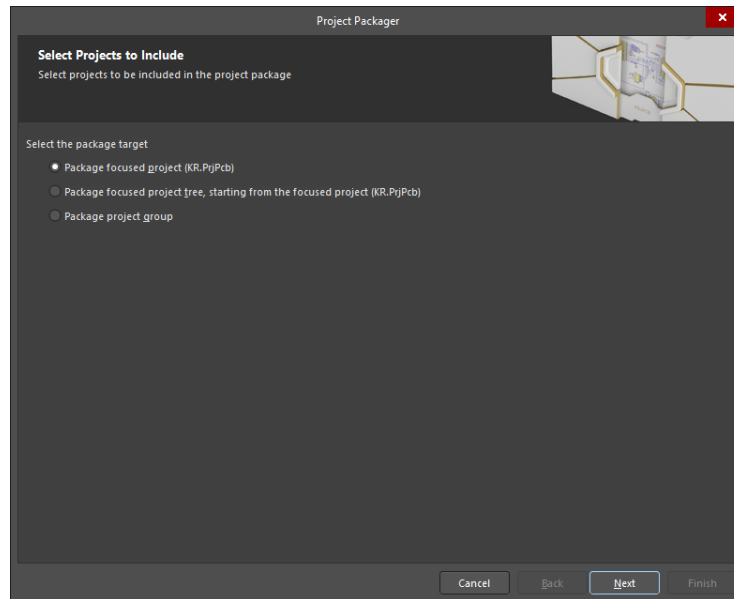 Project Packager
Select Projects to Include
Select projects to be included in the project package
Select the package target
Package focused project (KR.PrjPcb)
Package focused project tree, starting from the focused project (KR.PrjPcb)
Package project group
Cancel
Back
Next
Finish